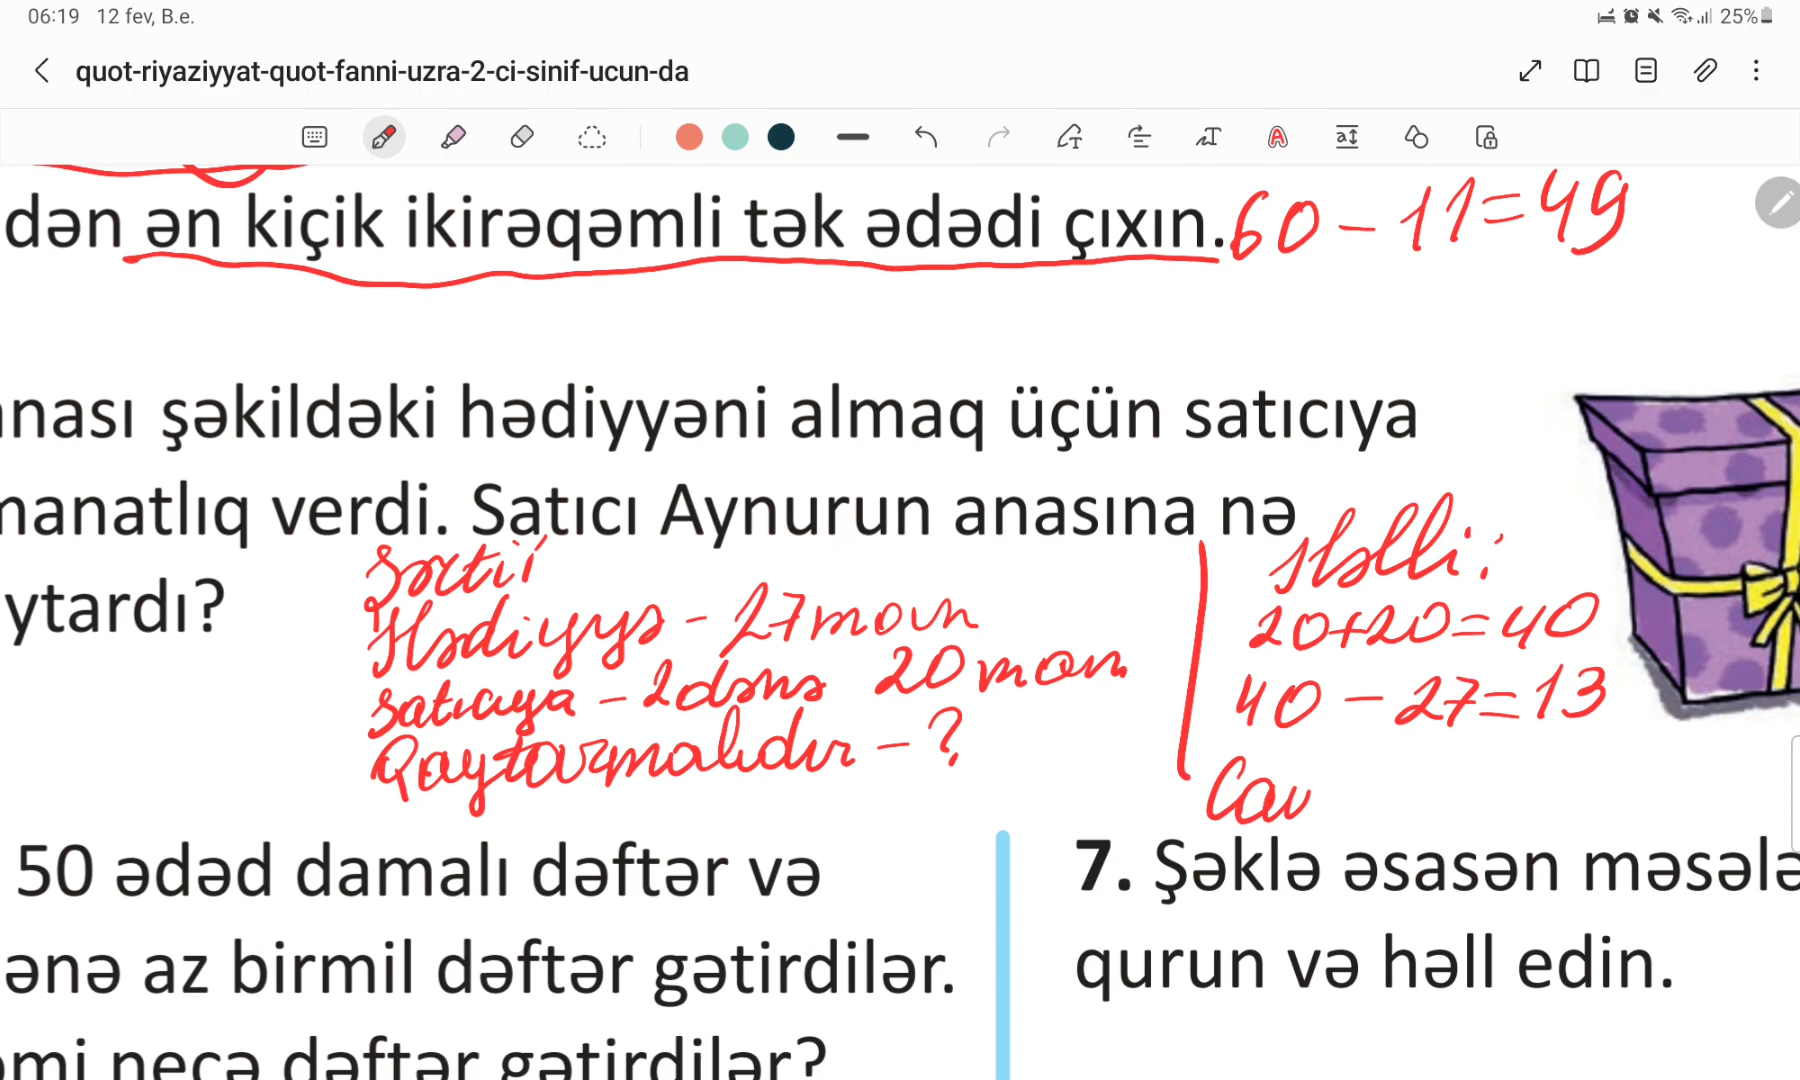 06:19 12 fev, B.e. 25%
quot-riyaziyyat-quot-fanni-uzra-2-ci-sinif-ucun-da
dən ən kiçik ikirəqəmli tək ədədi çıxın. 60 - 11 = 49
nası şəkildəki hədiyyəni almaq üçün satıcıya
manatlıq verdi. Satıcı Aynurun anasına nə
ytardı?
Şərti:
Hədiyyə - 27 man
satıcıya - 2 dənə 20 man
Qaytarmalıdır - ?
Həlli:
20+20=40
40 - 27 = 13
Cav
50 ədəd damalı dəftər və
ənə az birmil dəftər gətirdilər.
əmi neçə dəftər gətirdilər?
7. Şəklə əsasən məsələ
qurun və həll edin.